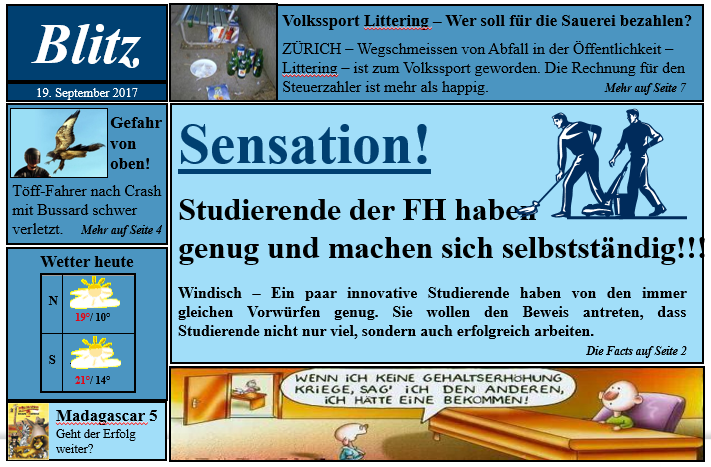 Blitz
19. September 2017
Volkssport Littering – Wer soll für die Sauerei bezahlen?
ZÜRICH – Wegschmeissen von Abfall in der Öffentlichkeit –
Littering – ist zum Volkssport geworden. Die Rechnung für den
Steuerzahler ist mehr als happig.
Mehr auf Seite 7
Gefahr
von
oben!
Töff-Fahrer nach Crash
mit Bussard schwer
verletzt.
Mehr auf Seite 4
Sensation!
Studierende der FH haben
genug und machen sich selbstständig!!!
Windisch – Ein paar innovative Studierende haben von den immer
gleichen Vorwürfen genug. Sie wollen den Beweis antreten, dass
Studierende nicht nur viel, sondern auch erfolgreich arbeiten.
Die Facts auf Seite 2
Wetter heute
N
19°/ 10°
S
21°/ 14°
Madagascar 5
Geht der Erfolg
weiter?
WENN ICH KEINE GEHALTSERHÖHUNG
KRIEGE, SAG' ICH DEN ANDEREN,
ICH HÄTTE EINE BEKOMMEN!